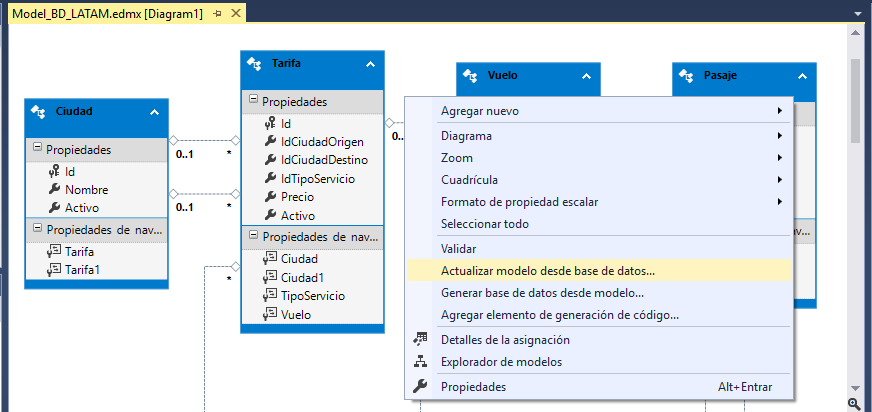 Model_BD_LATAM.edmx [Diagram1]
Ciudad
Propiedades
Id
Nombre
Activo
Propiedades de nav...
Tarifa
Tarifa1
0..1
*
0..1
*
Tarifa
Propiedades
Id
IdCiudadOrigen
IdCiudadDestino
IdTipoServicio
Precio
Activo
Propiedades de nav...
Ciudad
Ciudad1
TipoServicio
Vuelo
*
0..
Vuelo
Pasaje
av...
Agregar nuevo
Diagrama
Zoom
Cuadrícula
Formato de propiedad escalar
Seleccionar todo
Validar
Actualizar modelo desde base de datos...
Generar base de datos desde modelo...
Agregar elemento de generación de código...
Detalles de la asignación
Explorador de modelos
Propiedades Alt+Entrar